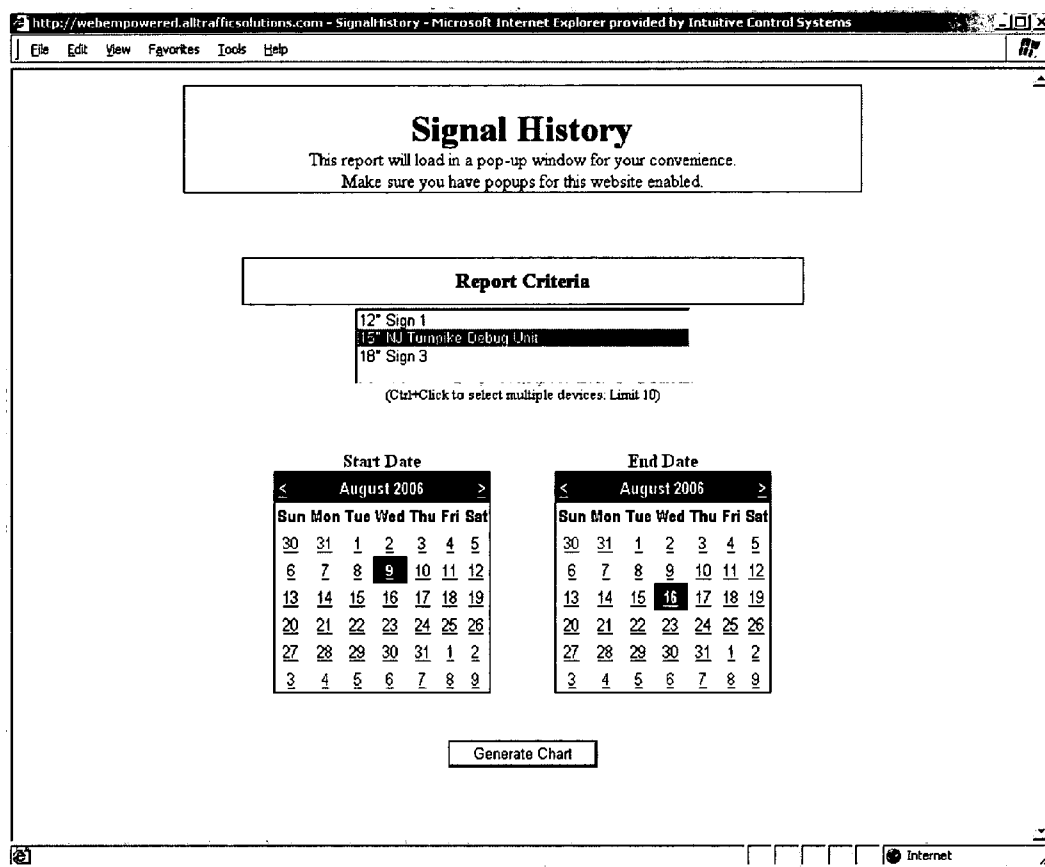 http://webempowered.alltrafficsolutions.com - SignalHistory - Microsoft Internet Explorer provided by Intuitive Control Systems
File Edit View Favorites Tools Help
Signal History
This report will load in a pop-up window for your convenience.
Make sure you have popups for this website enabled.
Report Criteria
12" Sign 1
15" NJ Turnpike Debug Unit
18" Sign 3
(Ctrl+Click to select multiple devices; Limit 10)
Start Date End Date
< August 2006 > < August 2006 >
Sun Mon Tue Wed Thu Fri Sat Sun Mon Tue Wed Thu Fri Sat
30 31 1 2 3 4 5 30 31 1 2 3 4 5
6 7 8 9 10 11 12 6 7 8 9 10 11 12
13 14 15 16 17 18 19 13 14 15 16 17 18 19
20 21 22 23 24 25 26 20 21 22 23 24 25 26
27 28 29 30 31 1 2 27 28 29 30 31 1 2
3 4 5 6 7 8 9 3 4 5 6 7 8 9
Generate Chart
Internet